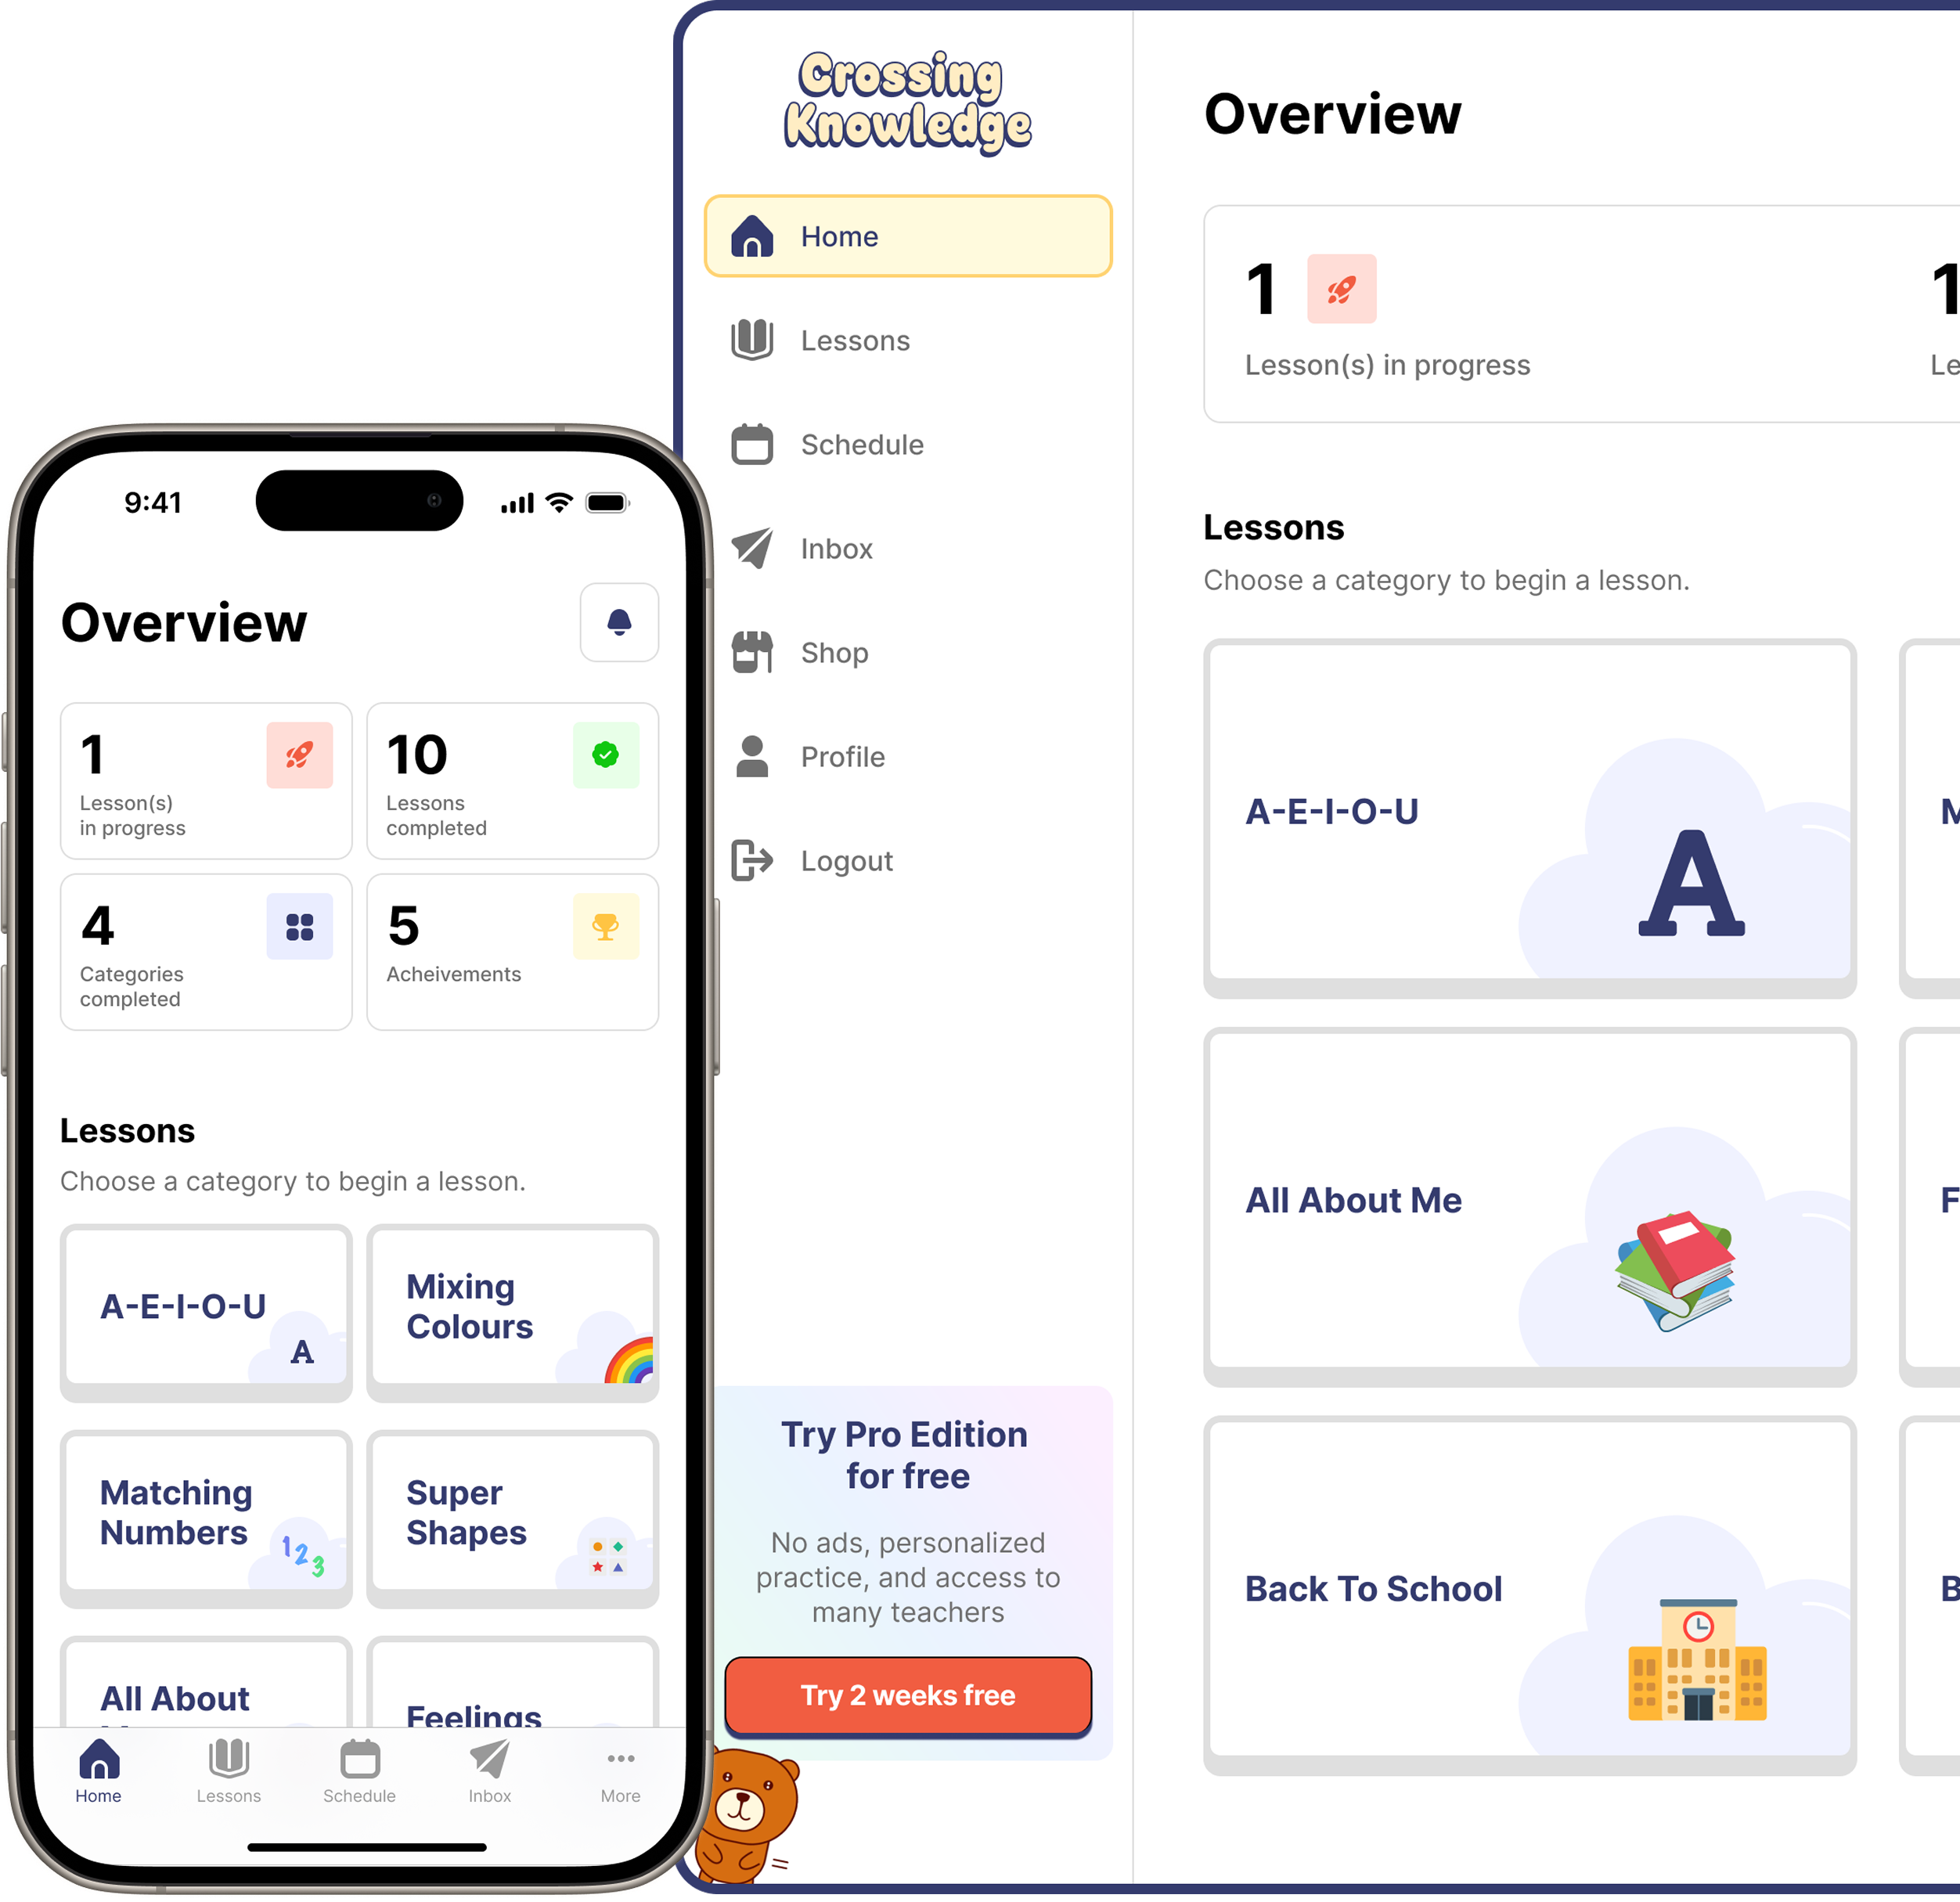 Crossing
Knowledge
Home
Lessons
Schedule
Inbox
Shop
Profile
Logout
Try Pro Edition
for free
No ads, personalized
practice, and access to
many teachers
Try 2 weeks free
Overview
1
Lesson(s) in progress
1
Le
Lessons
Choose a category to begin a lesson.
A-E-I-O-U
M
A
All About Me
F
Back To School
B
9:41
Overview
1
Lesson(s)
in progress
10
Lessons
completed
4
Categories
completed
5
Acheivements
Lessons
Choose a category to begin a lesson.
A-E-I-O-U
A
Mixing
Colours
Matching
Numbers
1 2 3
Super
Shapes
All About
Feelings
Home
Lessons
Schedule
Inbox
More